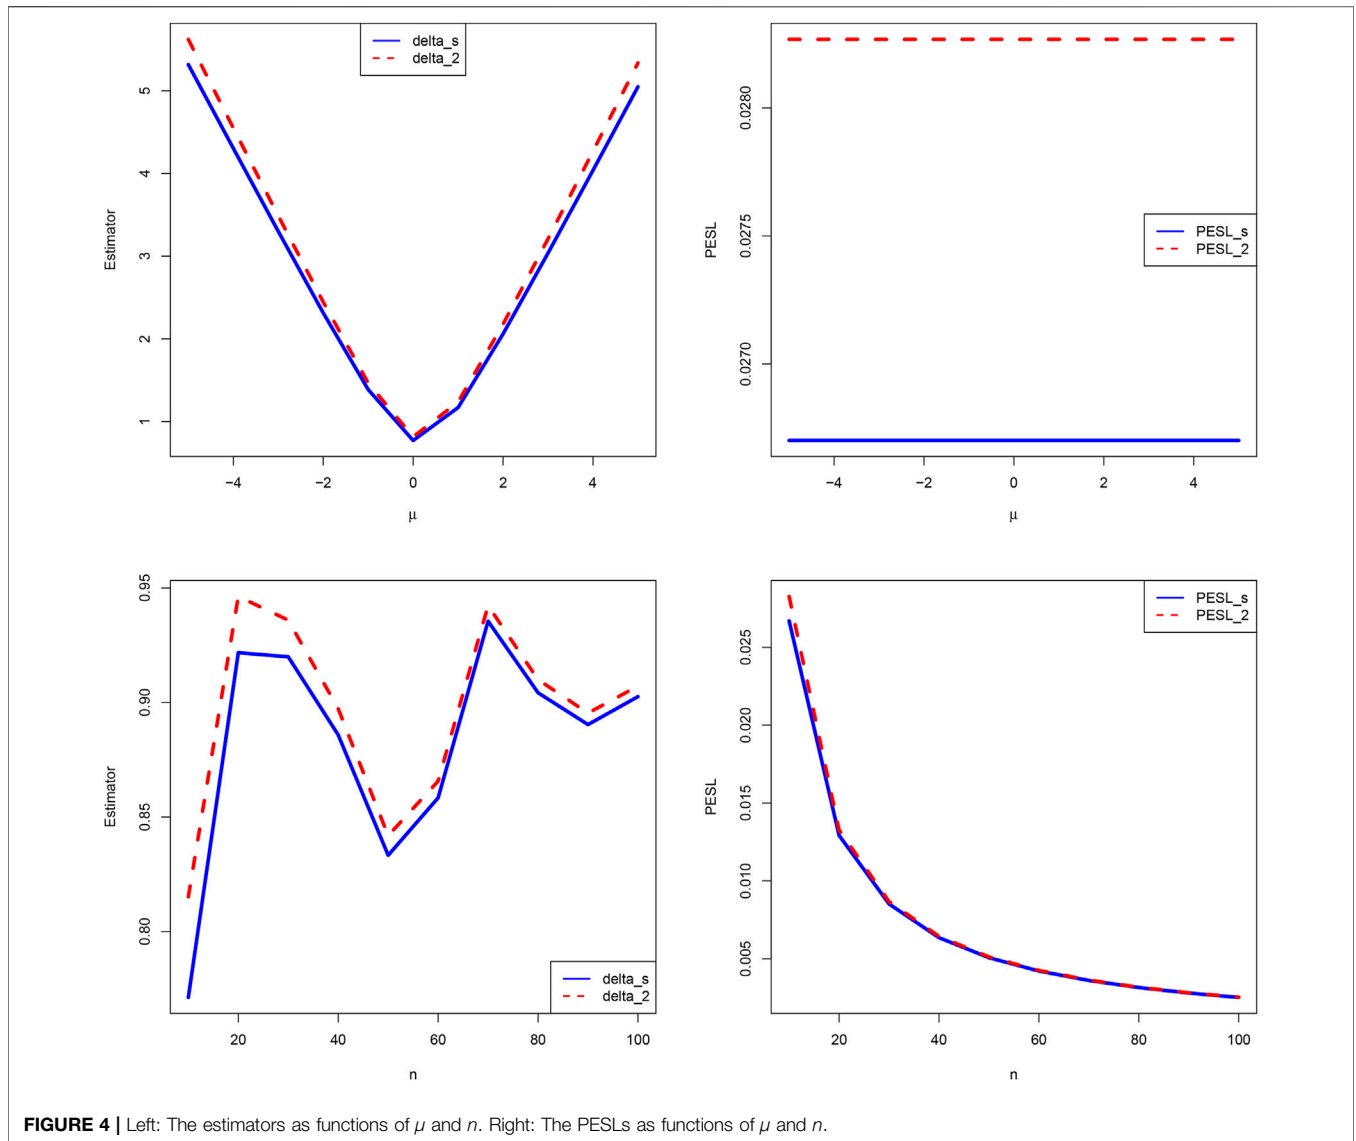 delta_s
delta_2
Estimator
5
4
3
2
1
−4 −2 0 2 4
μ
PESL_s
PESL_2
PESL
0.0280
0.0275
0.0270
−4 −2 0 2 4
μ
delta_s
delta_2
Estimator
0.95
0.90
0.85
0.80
20 40 60 80 100
n
PESL_s
PESL_2
PESL
0.025
0.020
0.015
0.010
0.005
20 40 60 80 100
n
FIGURE 4 | Left: The estimators as functions of μ and n. Right: The PESLs as functions of μ and n.